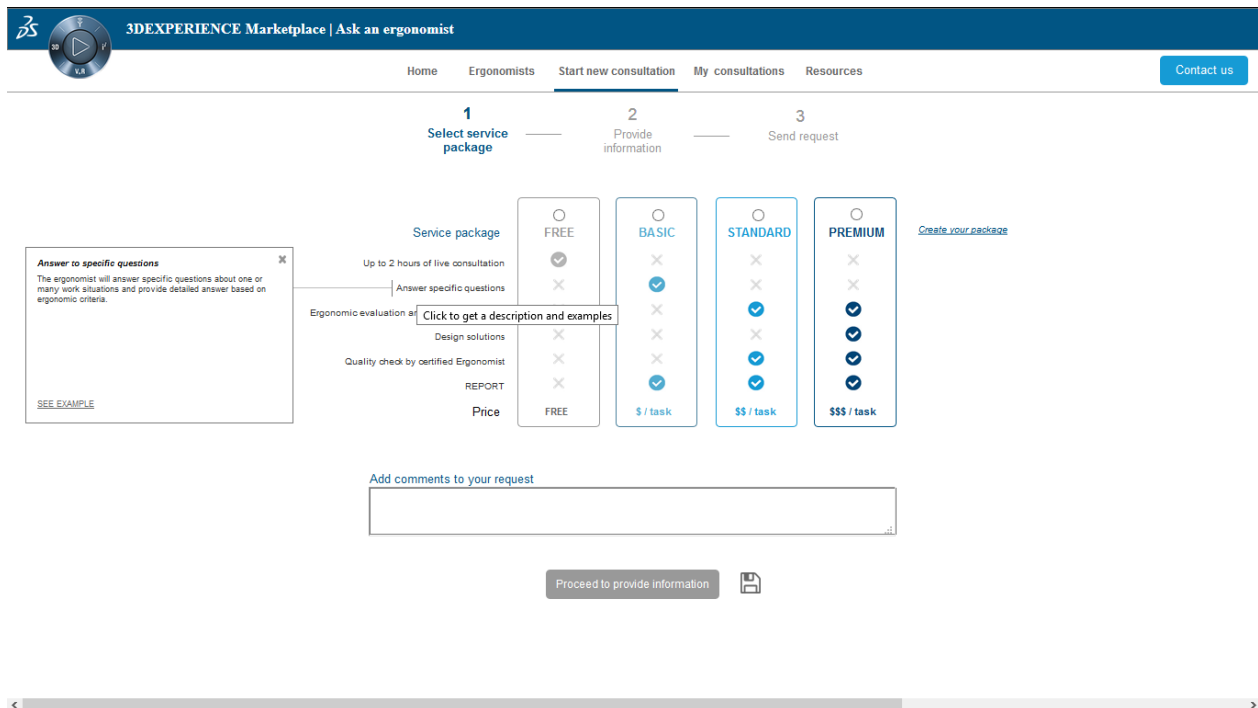 3DEXPERIENCE Marketplace | Ask an ergonomist
3D
V.R
Home Ergonomists Start new consultation My consultations Resources
Contact us
1 2 3
Select service package
Provide information
Send request
Service package FREE BASIC STANDARD PREMIUM
Create your package
Answer to specific questions
The ergonomist will answer specific questions about one or
many work situations and provide detailed answer based on
ergonomic criteria.
SEE EXAMPLE
Up to 2 hours of live consultation
Answer specific questions
Ergonomic evaluation
Click to get a description and examples
Design solutions
Quality check by certified Ergonomist
REPORT
Price FREE $ / task $$ / task $$$ / task
Add comments to your request
Proceed to provide information